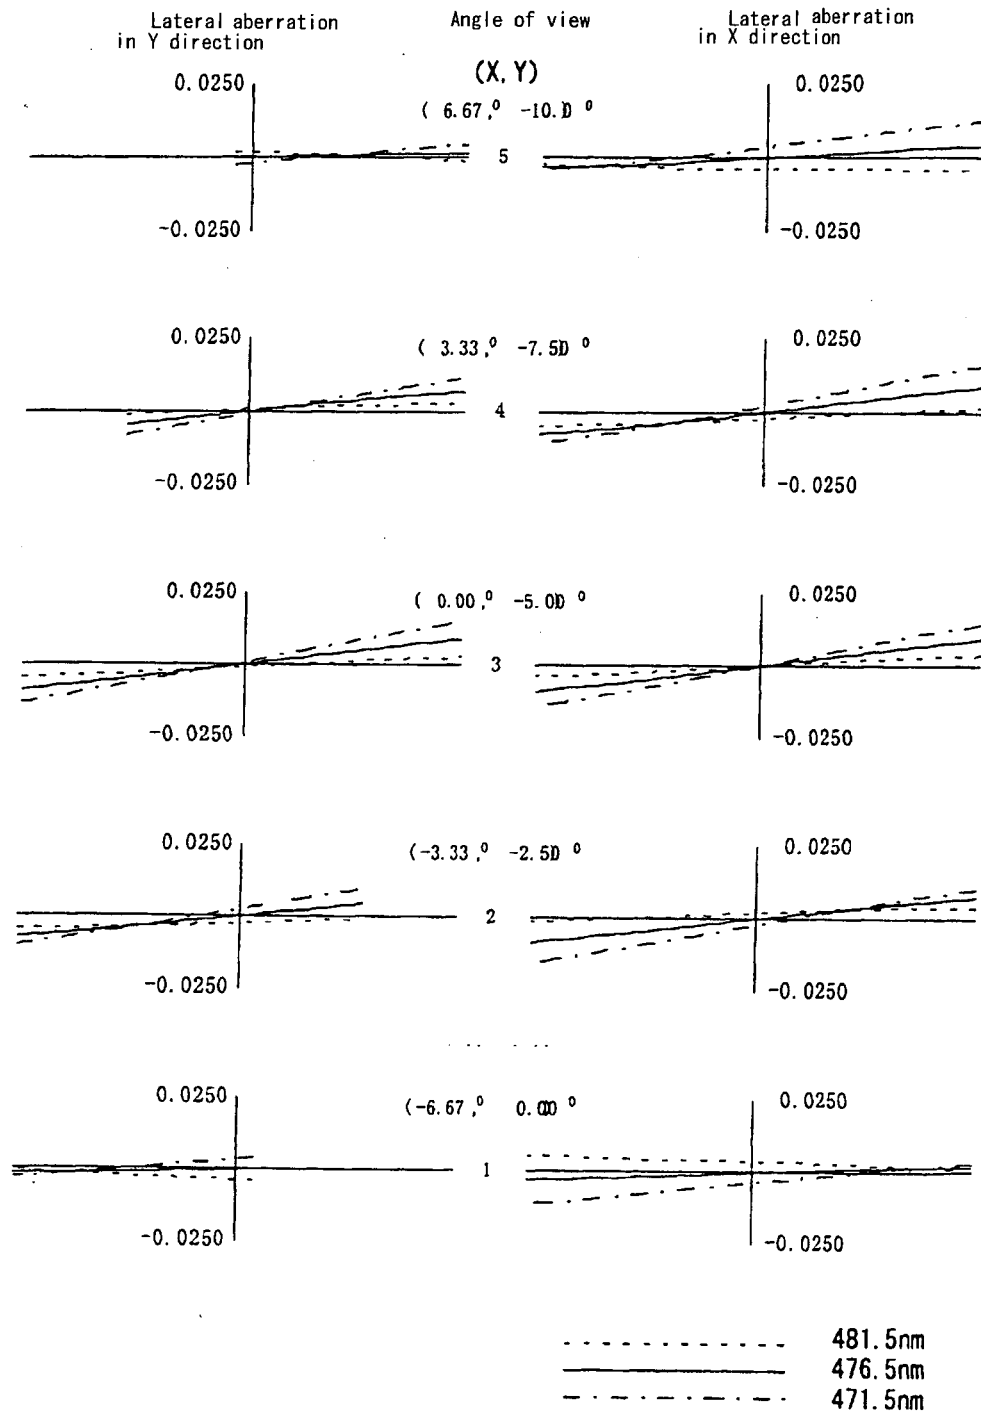 Lateral aberration in Y direction
Angle of view
Lateral aberration in X direction
(X, Y)
0.0250
0.0250
( 6.67,° -10.0) °
5
-0.0250
-0.0250
0.0250
0.0250
( 3.33,° -7.50) °
4
-0.0250
-0.0250
0.0250
0.0250
( 0.00,° -5.00) °
3
-0.0250
-0.0250
0.0250
0.0250
(-3.33,° -2.50) °
2
-0.0250
-0.0250
0.0250
0.0250
(-6.67,° 0.00) °
1
-0.0250
-0.0250
481.5nm
476.5nm
471.5nm